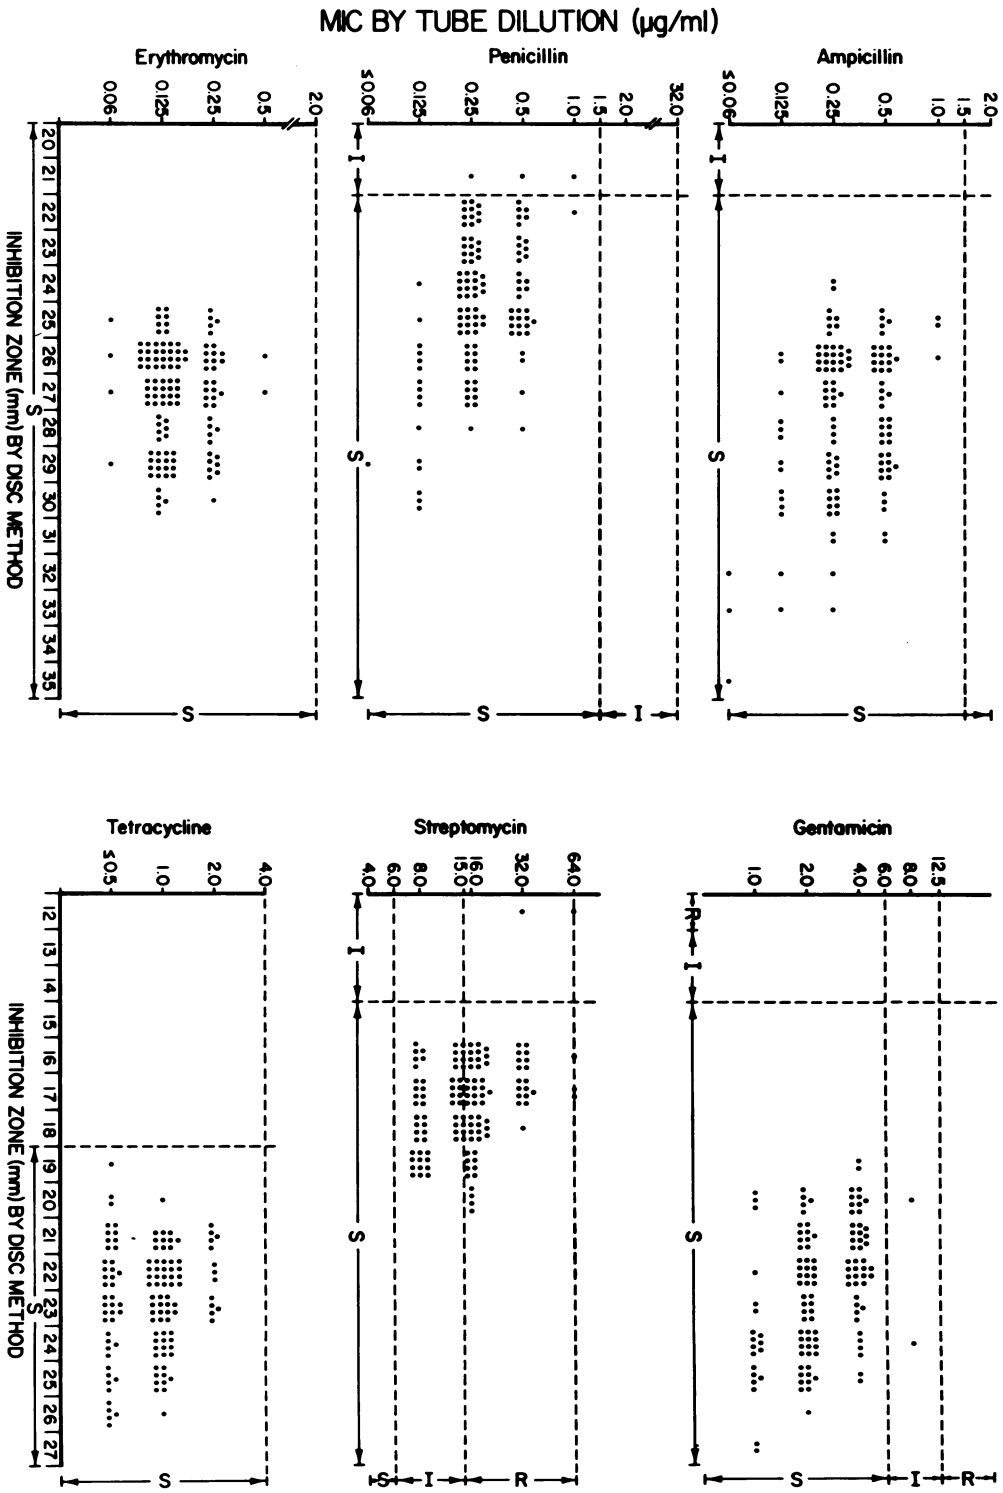 MIC BY TUBE DILUTION (µg/ml)
Erythromycin
0.06 0.125 0.25 0.5 2.0
Penicillin
≤0.06 0.125 0.25 0.5 1.0 1.5 2.0 32.0
Ampicillin
≤0.06 0.125 0.25 0.5 1.0 1.5 2.0
20 21 22 23 24 25 26 27 28 29 30 31 32 33 34 35
S
I S
I S
S
S I
S
INHIBITION ZONE (mm) BY DISC METHOD
Tetracycline
≤0.5 1.0 2.0 4.0
Streptomycin
4.0 6.0 8.0 15.0 16.0 32.0 64.0
Gentamicin
1.0 2.0 4.0 6.0 8.0 12.5
12 13 14 15 16 17 18 19 20 21 22 23 24 25 26 27
S
I S
R I S
S
S I R
S I R
INHIBITION ZONE (mm) BY DISC METHOD